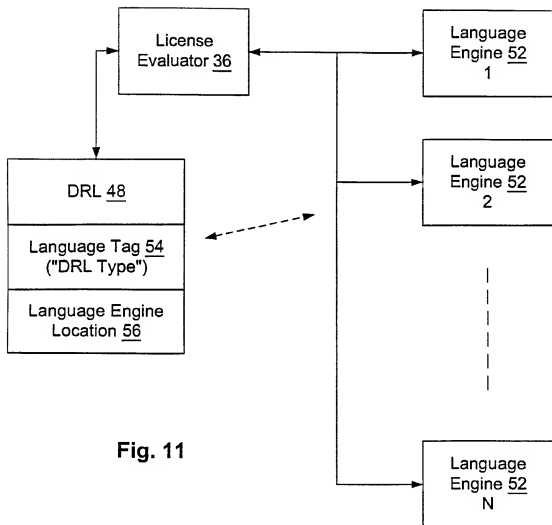 License
Evaluator 36
Language
Engine 52
1
Language
Engine 52
2
DRL 48
Language Tag 54
("DRL Type")
Language Engine
Location 56
Fig. 11
Language
Engine 52
N